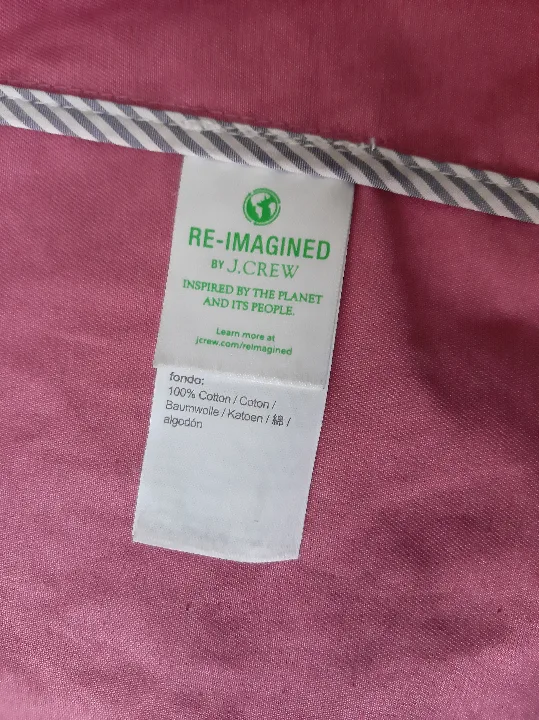 RE-IMAGINED
BY J.CREW
INSPIRED BY THE PLANET
AND ITS PEOPLE.
Learn more at
jcrew.com/reimagined
fondo:
100% Cotton / Coton /
Baumwolle / Katoen / 綿 /
algodón